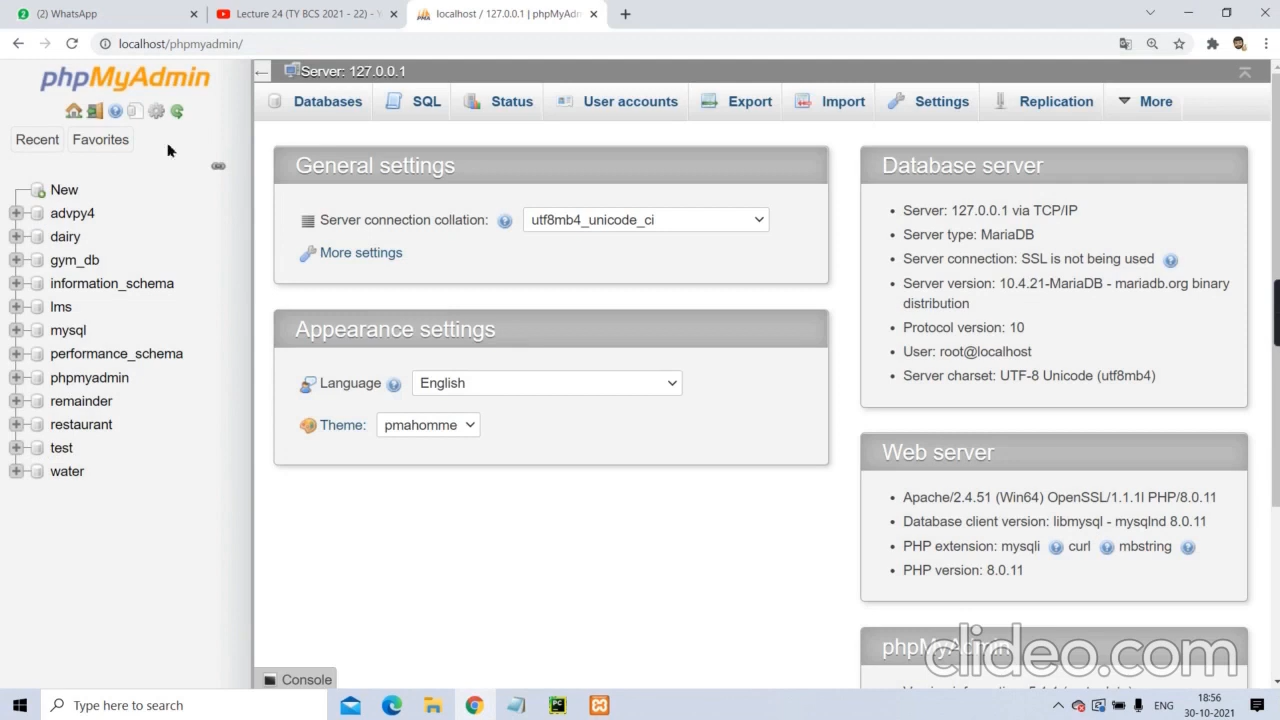 (2) WhatsApp
Lecture 24 (TY BCS 2021 - 22) -
localhost / 127.0.0.1 | phpMyAdm
localhost/phpmyadmin/
phpMyAdmin
Recent
Favorites
New
advpy4
dairy
gym_db
information_schema
lms
mysql
performance_schema
phpmyadmin
remainder
restaurant
test
water
Server: 127.0.0.1
Databases
SQL
Status
User accounts
Export
Import
Settings
Replication
More
General settings
Server connection collation:
utf8mb4_unicode_ci
More settings
Appearance settings
Language
English
Theme:
pmahomme
Database server
Server: 127.0.0.1 via TCP/IP
Server type: MariaDB
Server connection: SSL is not being used
Server version: 10.4.21-MariaDB - mariadb.org binary
distribution
Protocol version: 10
User: root@localhost
Server charset: UTF-8 Unicode (utf8mb4)
Web server
Apache/2.4.51 (Win64) OpenSSL/1.1.1l PHP/8.0.11
Database client version: libmysql - mysqlnd 8.0.11
PHP extension: mysqli curl mbstring
PHP version: 8.0.11
phpMyAdmin
clideo.com
Console
Type here to search
ENG
18:56
30-10-2021